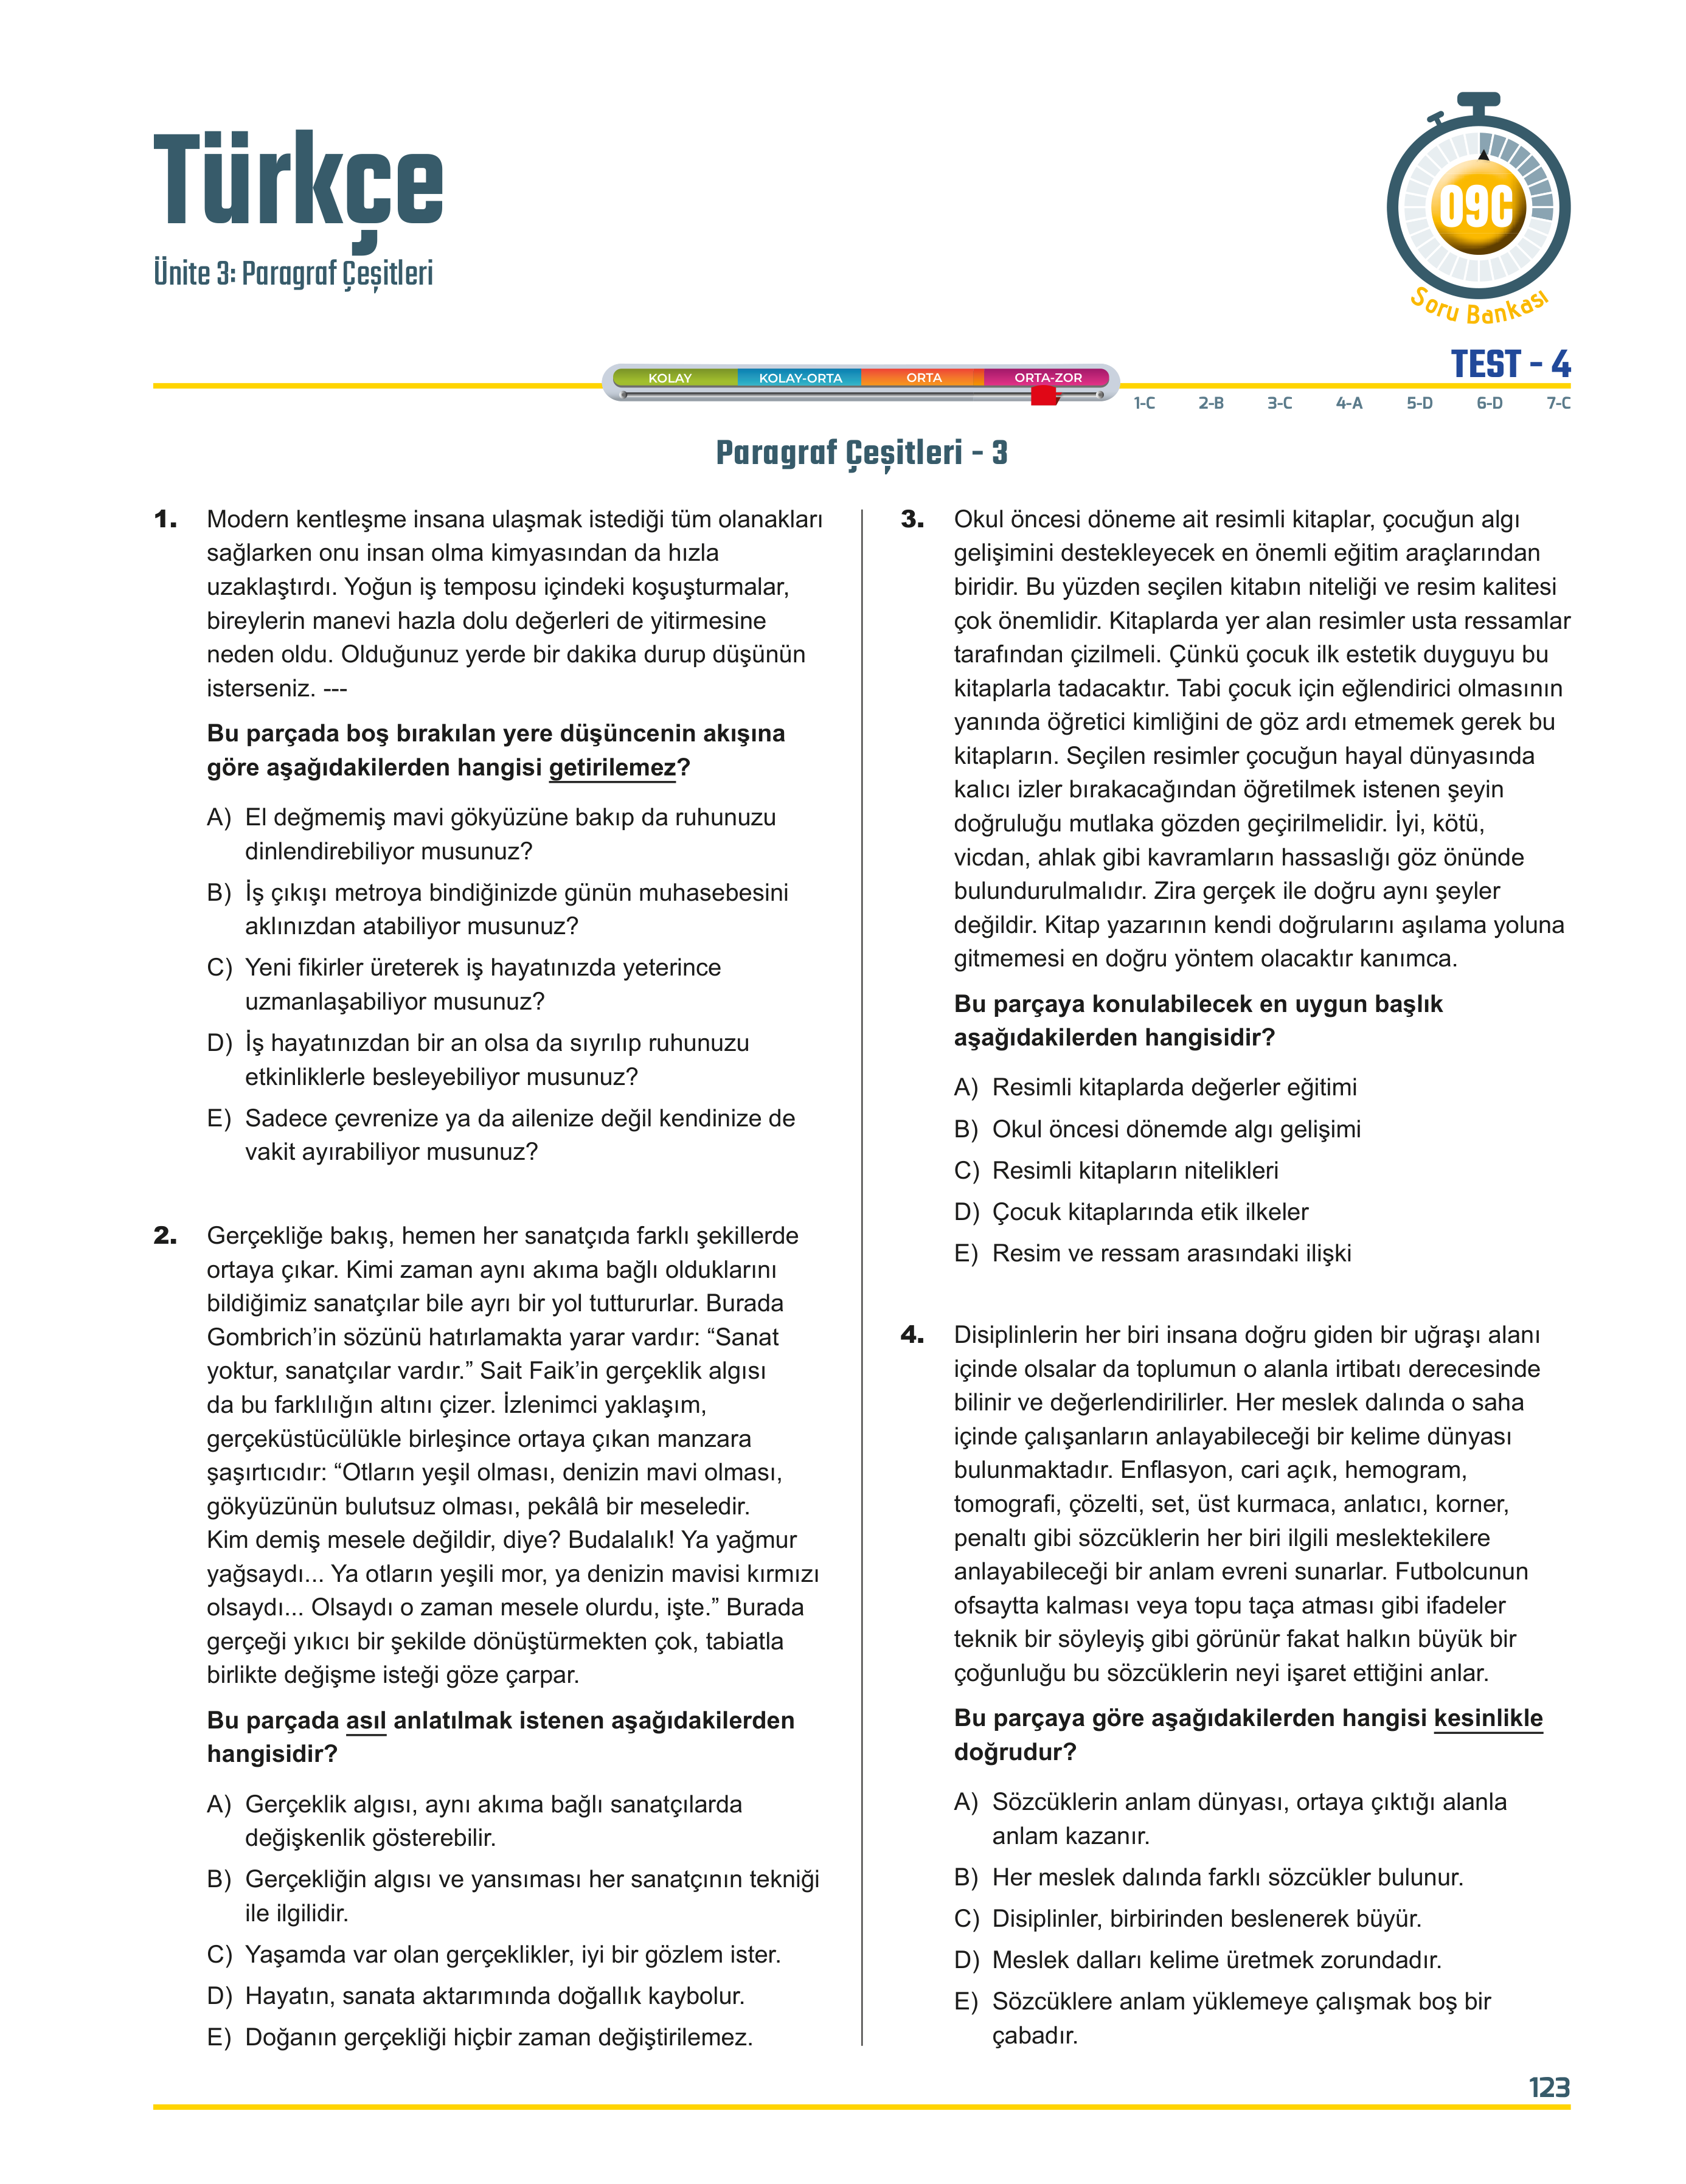 Türkçe
Ünite 3: Paragraf Çeşitleri
09C
Soru Bankası
TEST - 4
KOLAY KOLAY-ORTA ORTA ORTA-ZOR
1-C 2-B 3-C 4-A 5-D 6-D 7-C
Paragraf Çeşitleri - 3
1. Modern kentleşme insana ulaşmak istediği tüm olanakları
sağlarken onu insan olma kimyasından da hızla
uzaklaştırdı. Yoğun iş temposu içindeki koşuşturmalar,
bireylerin manevi hazla dolu değerleri de yitirmesine
neden oldu. Olduğunuz yerde bir dakika durup düşünün
isterseniz. ---
Bu parçada boş bırakılan yere düşüncenin akışına
göre aşağıdakilerden hangisi getirilemez?
A) El değmemiş mavi gökyüzüne bakıp da ruhunuzu
dinlendirebiliyor musunuz?
B) İş çıkışı metroya bindiğinizde günün muhasebesini
aklınızdan atabiliyor musunuz?
C) Yeni fikirler üreterek iş hayatınızda yeterince
uzmanlaşabiliyor musunuz?
D) İş hayatınızdan bir an olsa da sıyrılıp ruhunuzu
etkinliklerle besleyebiliyor musunuz?
E) Sadece çevrenize ya da ailenize değil kendinize de
vakit ayırabiliyor musunuz?
2. Gerçekliğe bakış, hemen her sanatçıda farklı şekillerde
ortaya çıkar. Kimi zaman aynı akıma bağlı olduklarını
bildiğimiz sanatçılar bile ayrı bir yol tuttururlar. Burada
Gombrich’in sözünü hatırlamakta yarar vardır: “Sanat
yoktur, sanatçılar vardır.” Sait Faik’in gerçeklik algısı
da bu farklılığın altını çizer. İzlenimci yaklaşım,
gerçeküstücülükle birleşince ortaya çıkan manzara
şaşırtıcıdır: “Otların yeşil olması, denizin mavi olması,
gökyüzünün bulutsuz olması, pekâlâ bir meseledir.
Kim demiş mesele değildir, diye? Budalalık! Ya yağmur
yağsaydı... Ya otların yeşili mor, ya denizin mavisi kırmızı
olsaydı... Olsaydı o zaman mesele olurdu, işte.” Burada
gerçeği yıkıcı bir şekilde dönüştürmekten çok, tabiatla
birlikte değişme isteği göze çarpar.
Bu parçada asıl anlatılmak istenen aşağıdakilerden
hangisidir?
A) Gerçeklik algısı, aynı akıma bağlı sanatçılarda
değişkenlik gösterebilir.
B) Gerçekliğin algısı ve yansıması her sanatçının tekniği
ile ilgilidir.
C) Yaşamda var olan gerçeklikler, iyi bir gözlem ister.
D) Hayatın, sanata aktarımında doğallık kaybolur.
E) Doğanın gerçekliği hiçbir zaman değiştirilemez.
3. Okul öncesi döneme ait resimli kitaplar, çocuğun algı
gelişimini destekleyecek en önemli eğitim araçlarından
biridir. Bu yüzden seçilen kitabın niteliği ve resim kalitesi
çok önemlidir. Kitaplarda yer alan resimler usta ressamlar
tarafından çizilmeli. Çünkü çocuk ilk estetik duyguyu bu
kitaplarla tadacaktır. Tabi çocuk için eğlendirici olmasının
yanında öğretici kimliğini de göz ardı etmemek gerek bu
kitapların. Seçilen resimler çocuğun hayal dünyasında
kalıcı izler bırakacağından öğretilmek istenen şeyin
doğruluğu mutlaka gözden geçirilmelidir. İyi, kötü,
vicdan, ahlak gibi kavramların hassaslığı göz önünde
bulundurulmalıdır. Zira gerçek ile doğru aynı şeyler
değildir. Kitap yazarının kendi doğrularını aşılama yoluna
gitmemesi en doğru yöntem olacaktır kanımca.
Bu parçaya konulabilecek en uygun başlık
aşağıdakilerden hangisidir?
A) Resimli kitaplarda değerler eğitimi
B) Okul öncesi dönemde algı gelişimi
C) Resimli kitapların nitelikleri
D) Çocuk kitaplarında etik ilkeler
E) Resim ve ressam arasındaki ilişki
4. Disiplinlerin her biri insana doğru giden bir uğraşı alanı
içinde olsalar da toplumun o alanla irtibatı derecesinde
bilinir ve değerlendirilirler. Her meslek dalında o saha
içinde çalışanların anlayabileceği bir kelime dünyası
bulunmaktadır. Enflasyon, cari açık, hemogram,
tomografi, çözelti, set, üst kurmaca, anlatıcı, korner,
penaltı gibi sözcüklerin her biri ilgili meslektekilere
anlayabileceği bir anlam evreni sunarlar. Futbolcunun
ofsaytta kalması veya topu taça atması gibi ifadeler
teknik bir söyleyiş gibi görünür fakat halkın büyük bir
çoğunluğu bu sözcüklerin neyi işaret ettiğini anlar.
Bu parçaya göre aşağıdakilerden hangisi kesinlikle
doğrudur?
A) Sözcüklerin anlam dünyası, ortaya çıktığı alanla
anlam kazanır.
B) Her meslek dalında farklı sözcükler bulunur.
C) Disiplinler, birbirinden beslenerek büyür.
D) Meslek dalları kelime üretmek zorundadır.
E) Sözcüklere anlam yüklemeye çalışmak boş bir
çabadır.
123